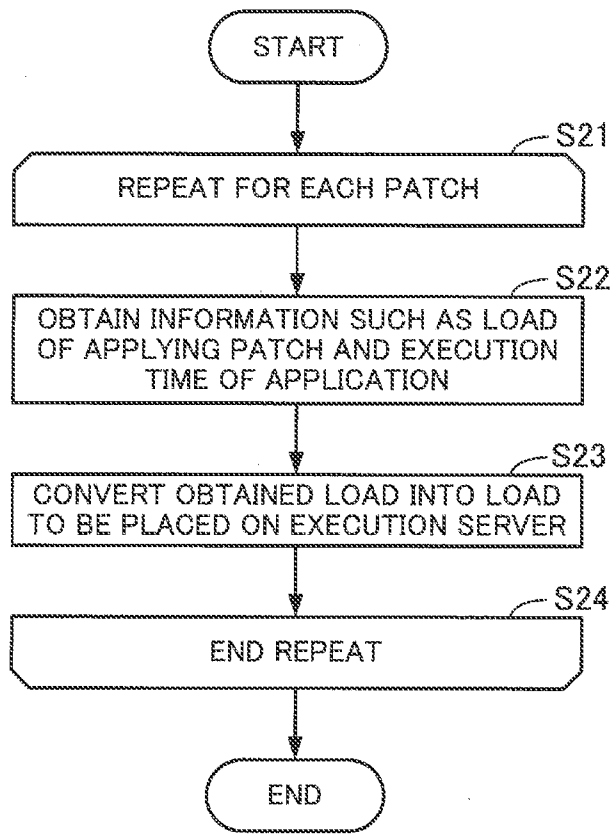 START
S21
REPEAT FOR EACH PATCH
S22
OBTAIN INFORMATION SUCH AS LOAD
OF APPLYING PATCH AND EXECUTION
TIME OF APPLICATION
S23
CONVERT OBTAINED LOAD INTO LOAD
TO BE PLACED ON EXECUTION SERVER
S24
END REPEAT
END